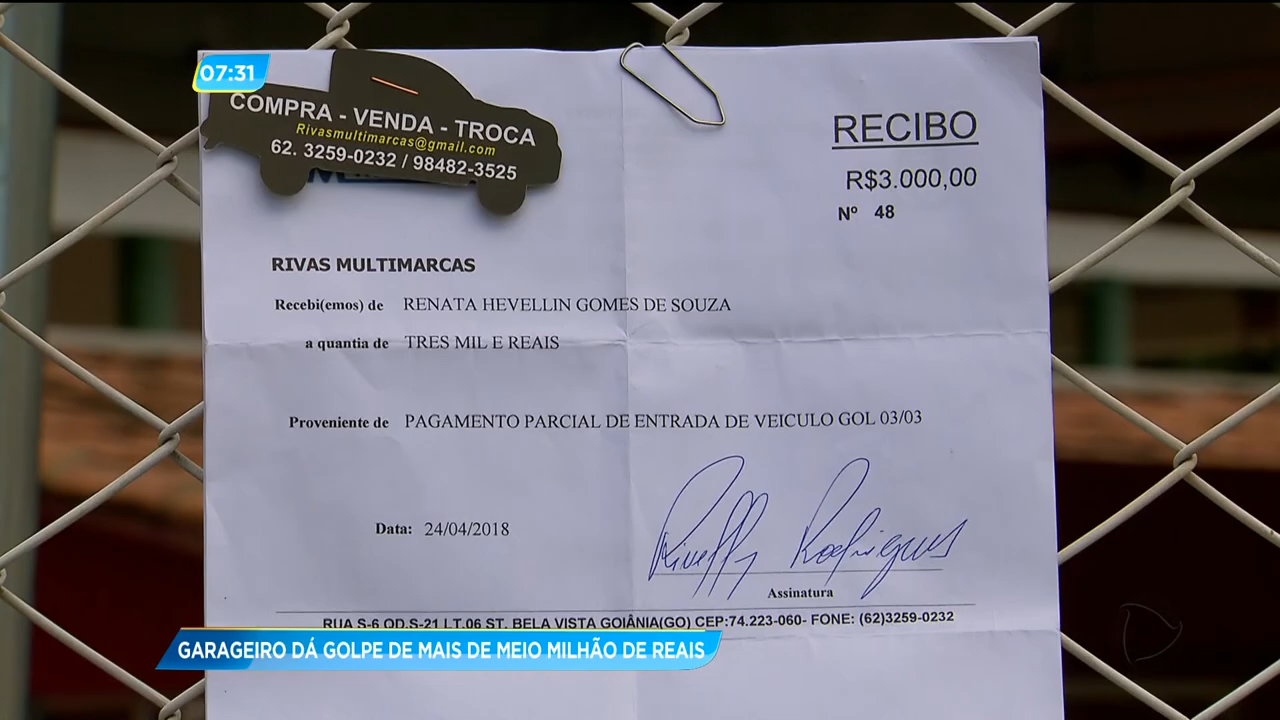 07:31
COMPRA - VENDA - TROCA
Rivasmultimarcas@gmail.com
62. 3259-0232 / 98482-3525
RECIBO
R$3.000,00
Nº 48
RIVAS MULTIMARCAS
Recebi(emos) de RENATA HEVELLIN GOMES DE SOUZA
a quantia de TRES MIL E REAIS
Proveniente de PAGAMENTO PARCIAL DE ENTRADA DE VEICULO GOL 03/03
Data: 24/04/2018
Rivelly Rodrigues
Assinatura
RUA S-6 QD.S-21 LT.06 ST. BELA VISTA GOIÂNIA(GO) CEP:74.223-060- FONE: (62)3259-0232
GARAGEIRO DÁ GOLPE DE MAIS DE MEIO MILHÃO DE REAIS